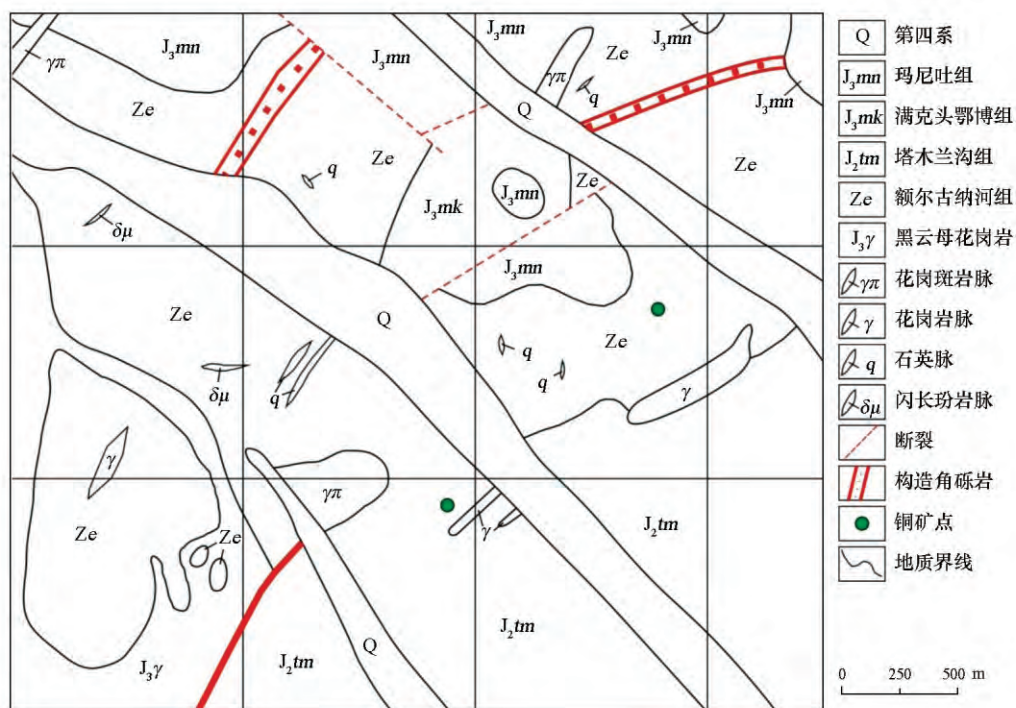 J₃mn
J₃mn
J₃mn
J₃mn
γπ
Ze
γπ
q
Ze
J₃mn
Q
Ze
q
J₃mk
J₃mn
Ze
Ze
δμ
J₃mn
Ze
Q
Ze
q
q
δμ
q
γ
γ
γπ
Ze
Ze
γ
J₂tm
J₂tm
Q
J₃γ
J₂tm
Q 第四系
J₃mn 玛尼吐组
J₃mk 满克头鄂博组
J₂tm 塔木兰沟组
Ze 额尔古纳河组
J₃γ 黑云母花岗岩
γπ 花岗斑岩脉
γ 花岗岩脉
q 石英脉
δμ 闪长玢岩脉
断裂
构造角砾岩
铜矿点
地质界线
0 250 500 m